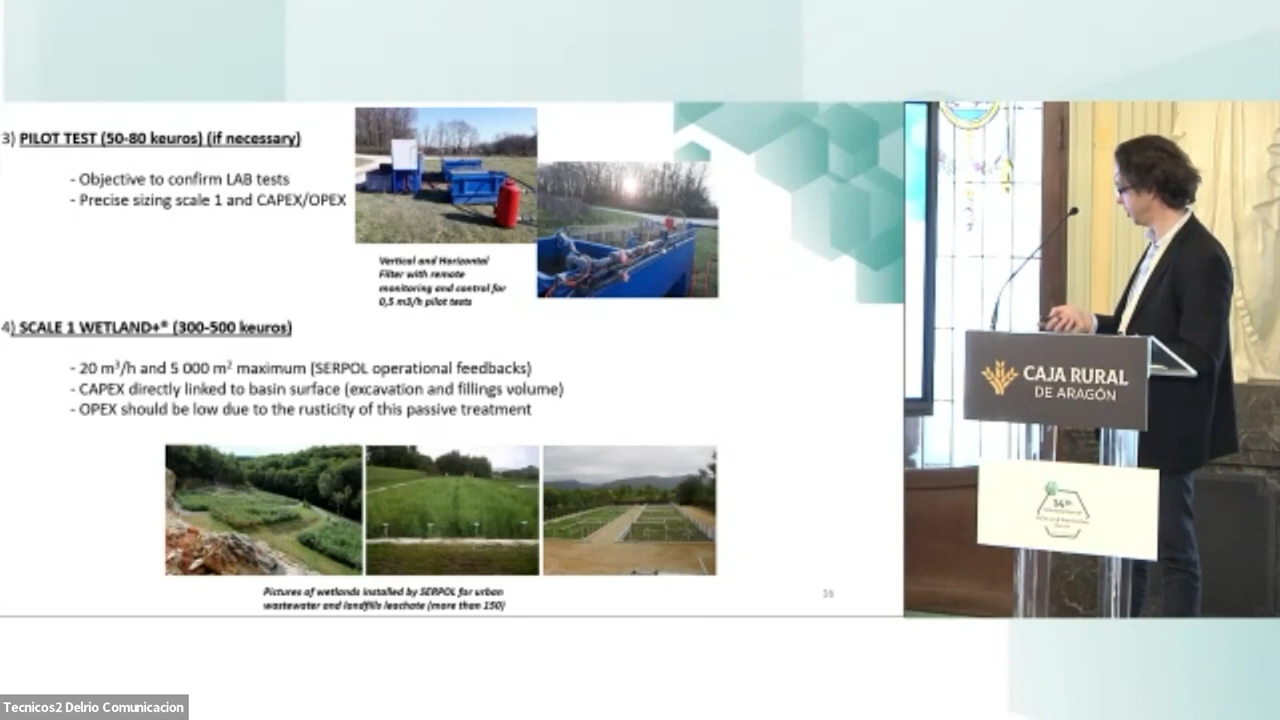 3) PILOT TEST (50-80 keuros) (if necessary)
- Objective to confirm LAB tests
- Precise sizing scale 1 and CAPEX/OPEX
Vertical and Horizontal
Filter with remote
monitoring and control for
0,5 m3/h pilot tests
4) SCALE 1 WETLAND+® (300-500 keuros)
- 20 m³/h and 5 000 m² maximum (SERPOL operational feedbacks)
- CAPEX directly linked to basin surface (excavation and fillings volume)
- OPEX should be low due to the rusticity of this passive treatment
Pictures of wetlands installed by SERPOL for urban
wastewater and landfills leachate (more than 150)
16
CAJA RURAL
DE ARAGÓN
14th
Tecnicos2 Delrio Comunicacion